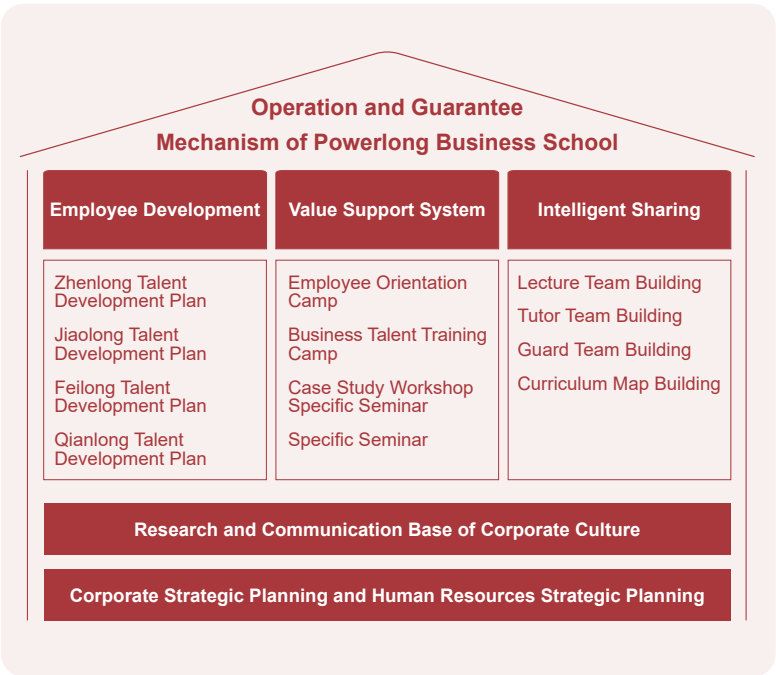 Operation and Guarantee
Mechanism of Powerlong Business School
Employee Development
Value Support System
Intelligent Sharing
Zhenlong Talent
Development Plan
Jiaolong Talent
Development Plan
Feilong Talent
Development Plan
Qianlong Talent
Development Plan
Employee Orientation
Camp
Business Talent Training
Camp
Case Study Workshop
Specific Seminar
Specific Seminar
Lecture Team Building
Tutor Team Building
Guard Team Building
Curriculum Map Building
Research and Communication Base of Corporate Culture
Corporate Strategic Planning and Human Resources Strategic Planning